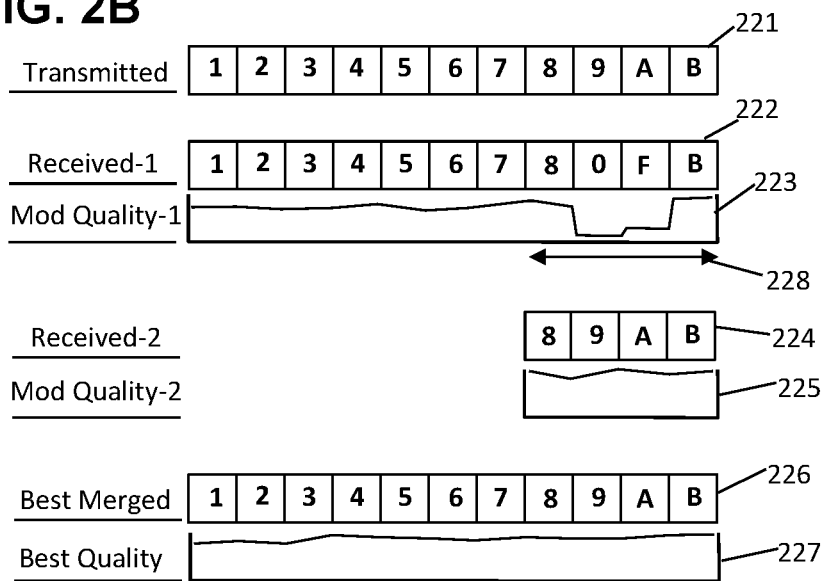 IG. 2B
221
Transmitted 1 2 3 4 5 6 7 8 9 A B
222
Received-1 1 2 3 4 5 6 7 8 0 F B
Mod Quality-1 223
228
Received-2 8 9 A B 224
Mod Quality-2 225
Best Merged 1 2 3 4 5 6 7 8 9 A B 226
Best Quality 227